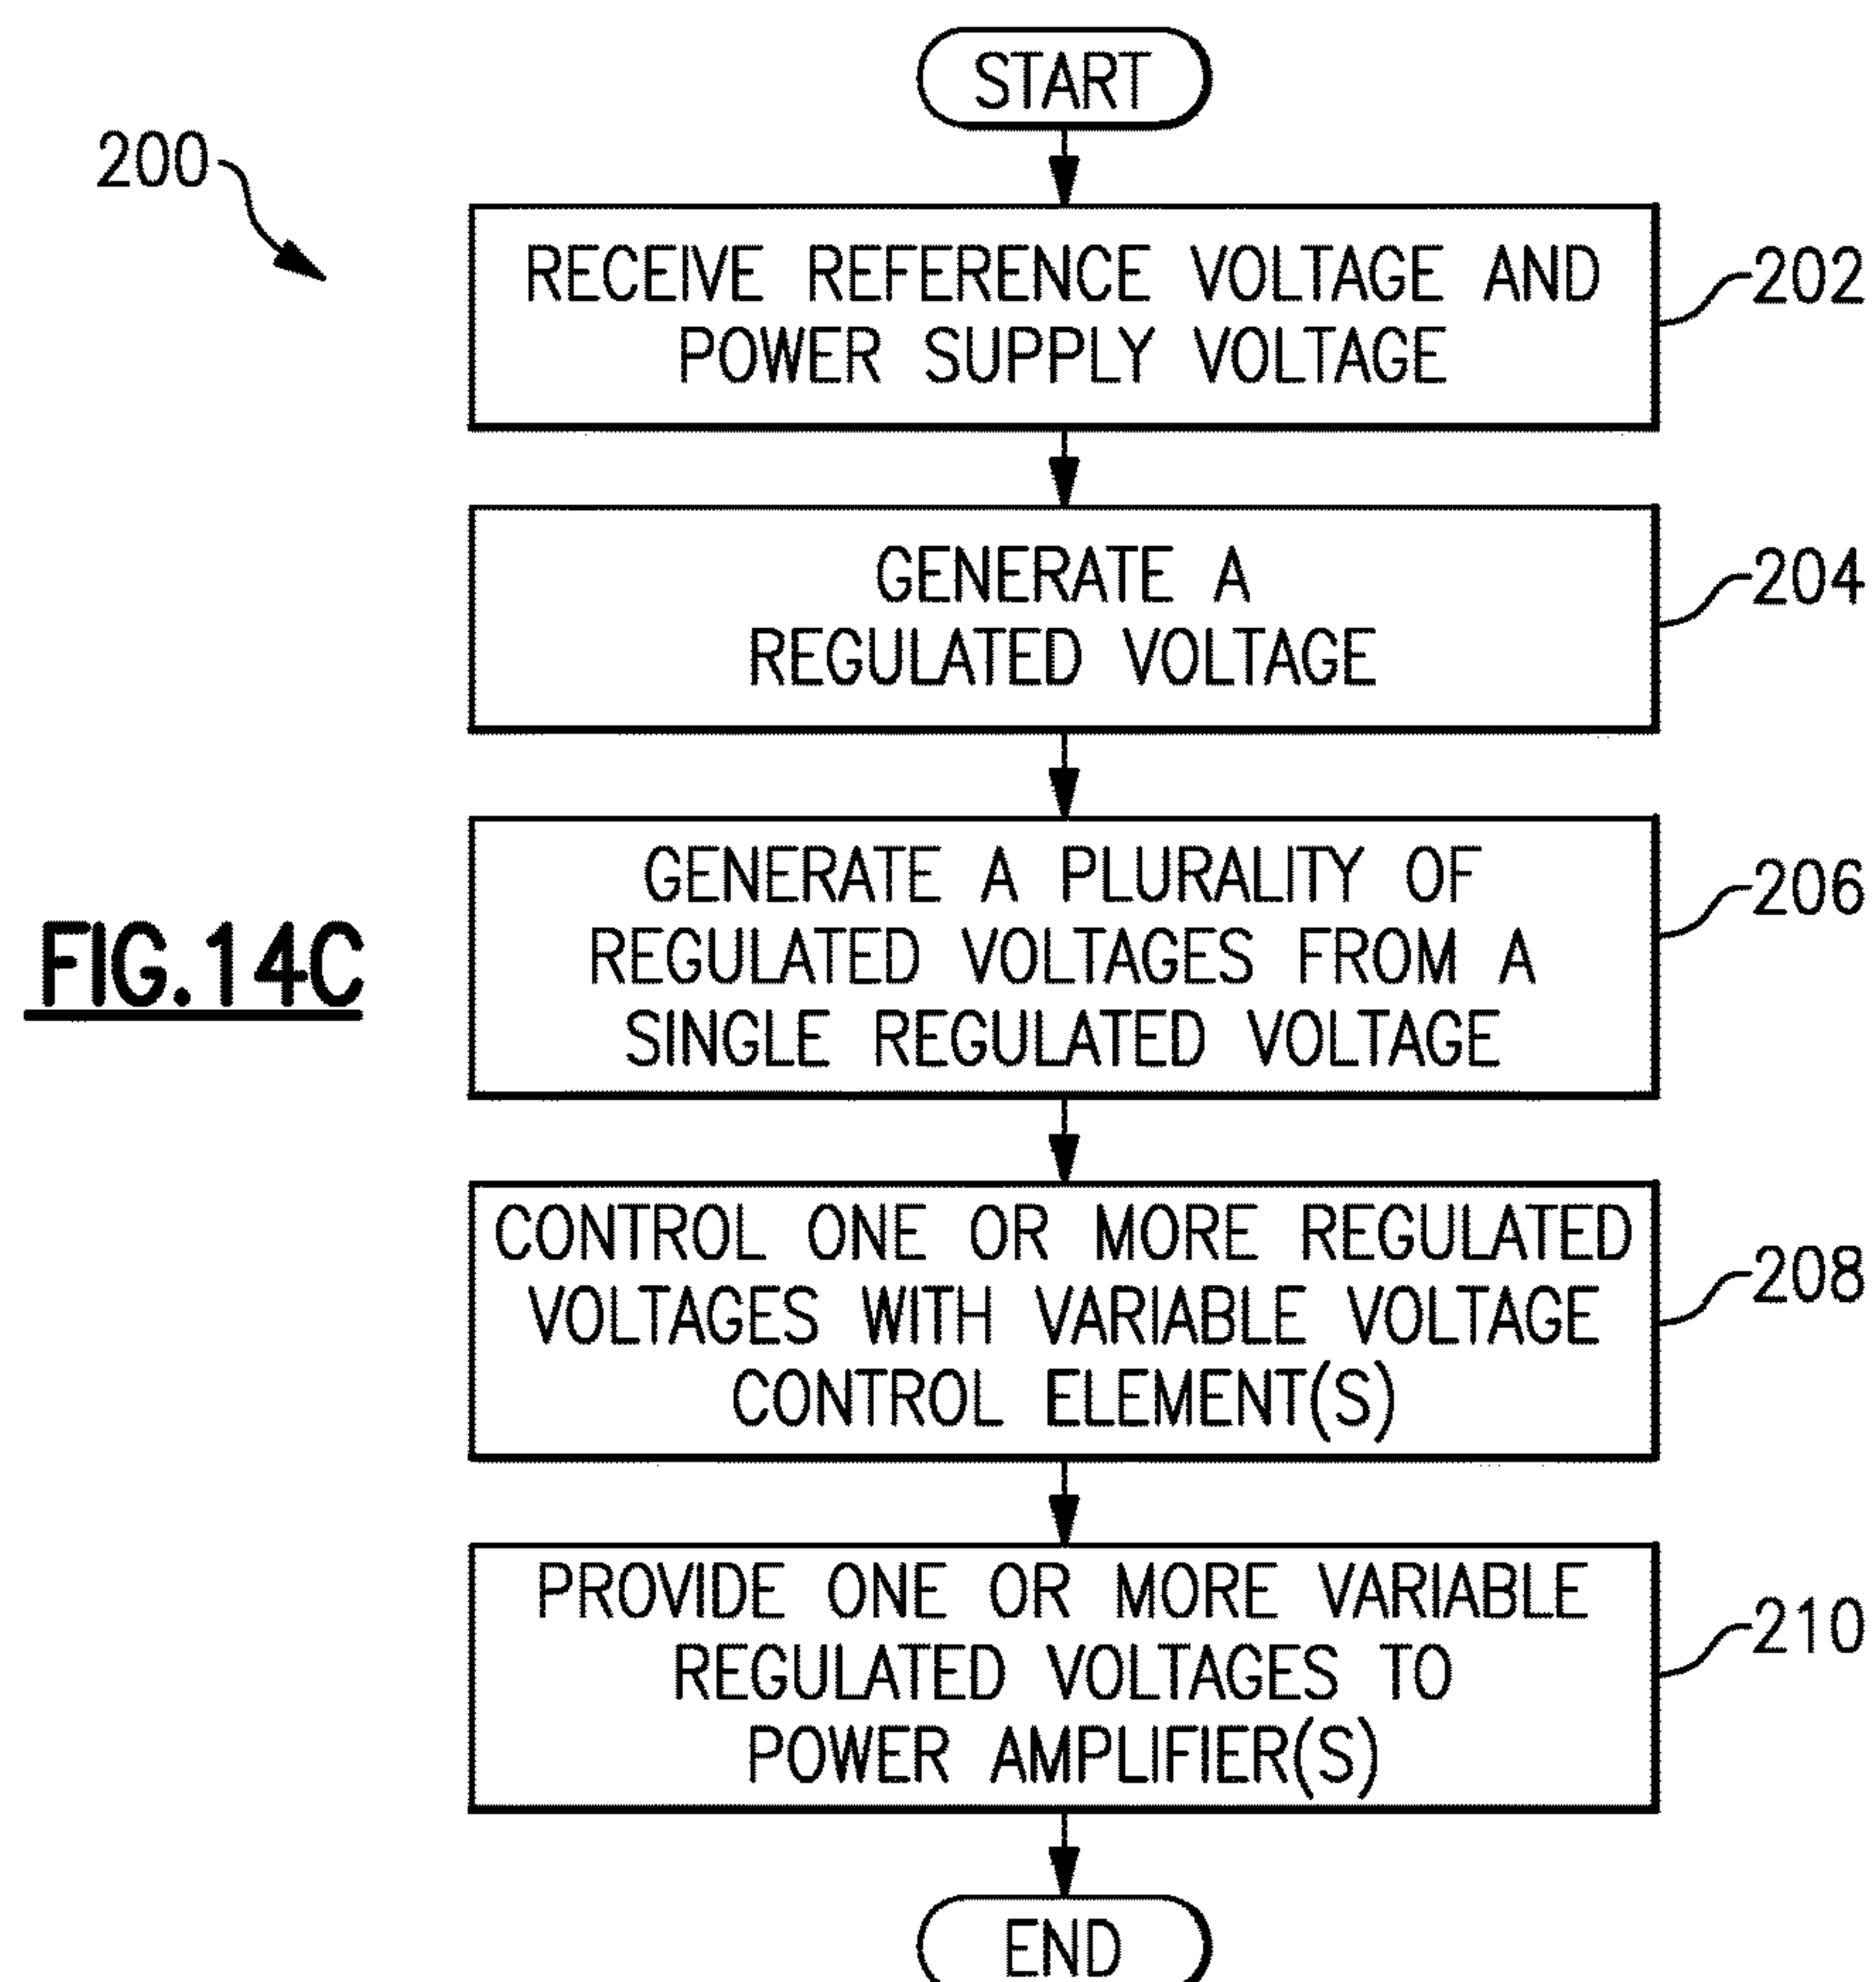 START
200
RECEIVE REFERENCE VOLTAGE AND
POWER SUPPLY VOLTAGE
202
GENERATE A
REGULATED VOLTAGE
204
GENERATE A PLURALITY OF
REGULATED VOLTAGES FROM A
SINGLE REGULATED VOLTAGE
206
FIG.14C
CONTROL ONE OR MORE REGULATED
VOLTAGES WITH VARIABLE VOLTAGE
CONTROL ELEMENT(S)
208
PROVIDE ONE OR MORE VARIABLE
REGULATED VOLTAGES TO
POWER AMPLIFIER(S)
210
END